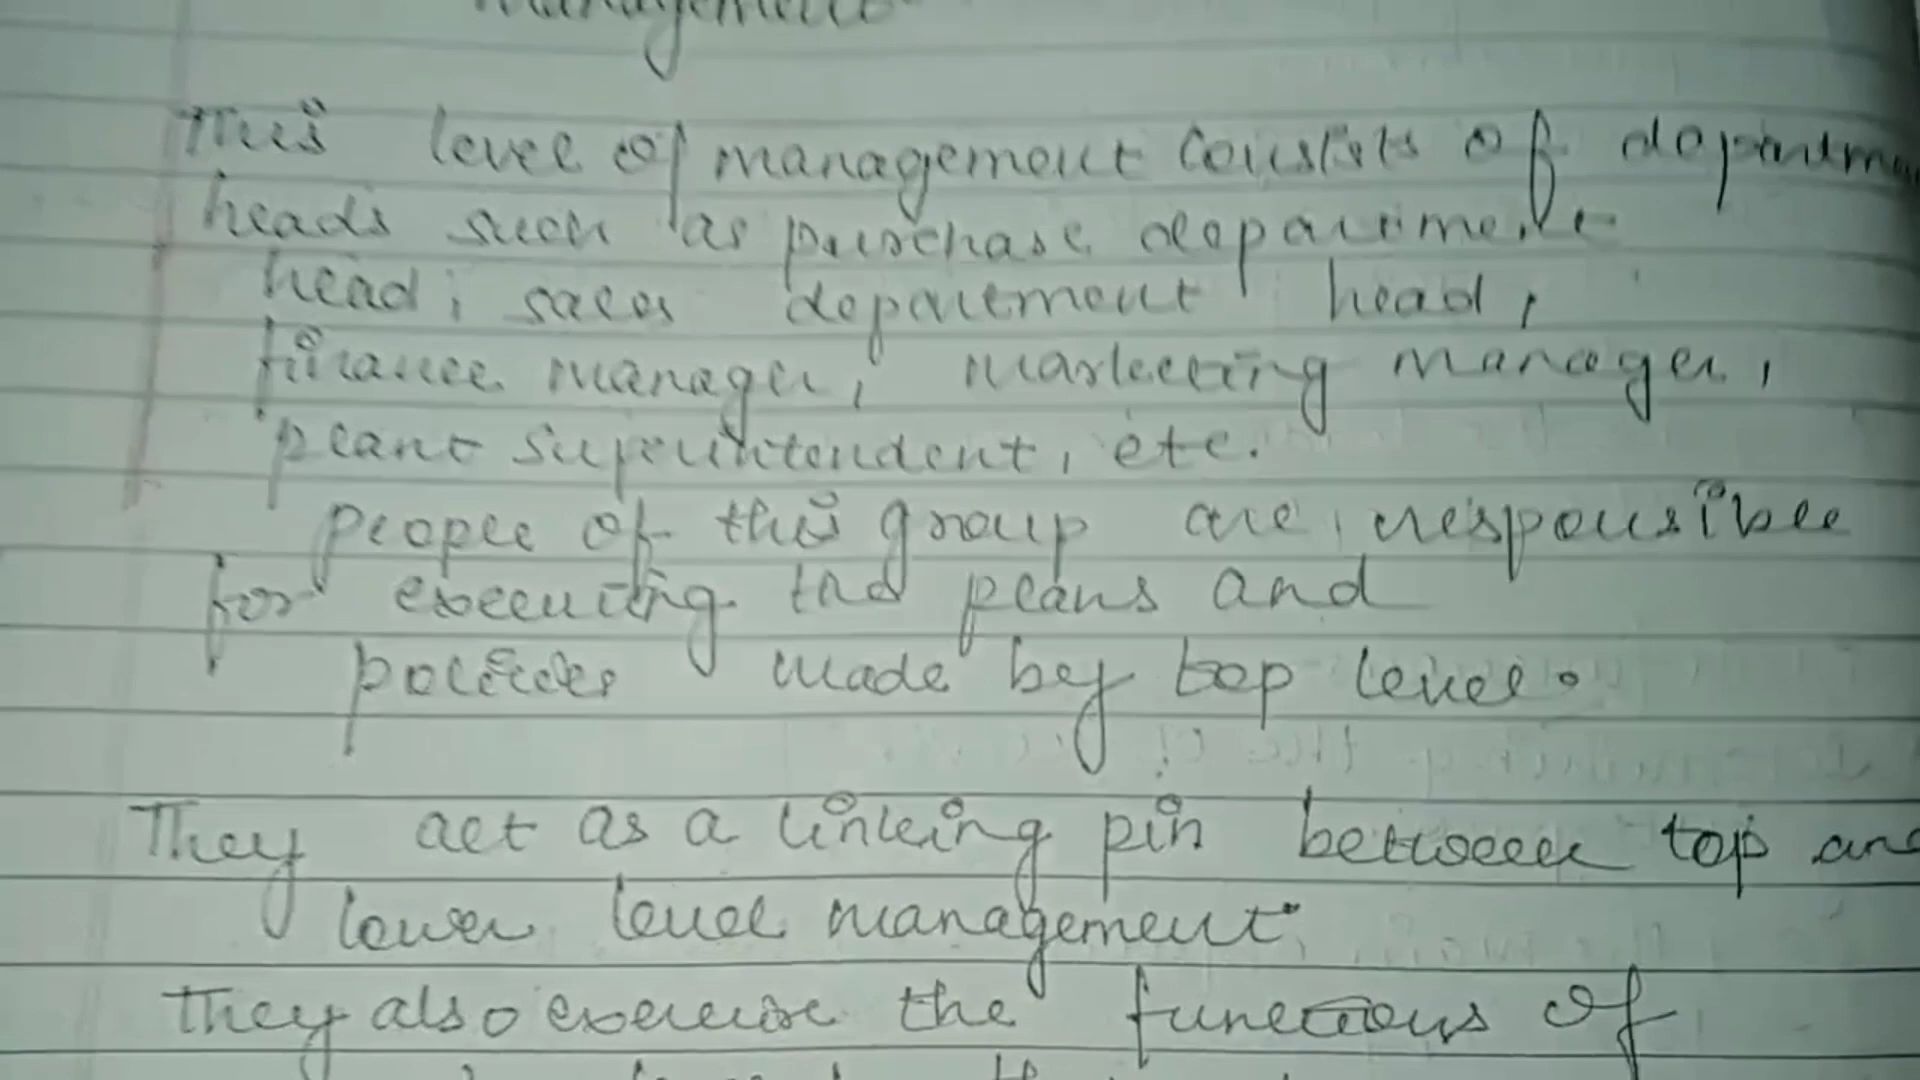 management
This level of management consists of departm
heads such as purchase department
head, sales department head,
finance manager, marketing manager,
plant superintendent, etc.
people of this group are responsible
for executing the plans and
policies made by top level.
They act as a linking pin between top and
lower level management.
They also exercise the functions of